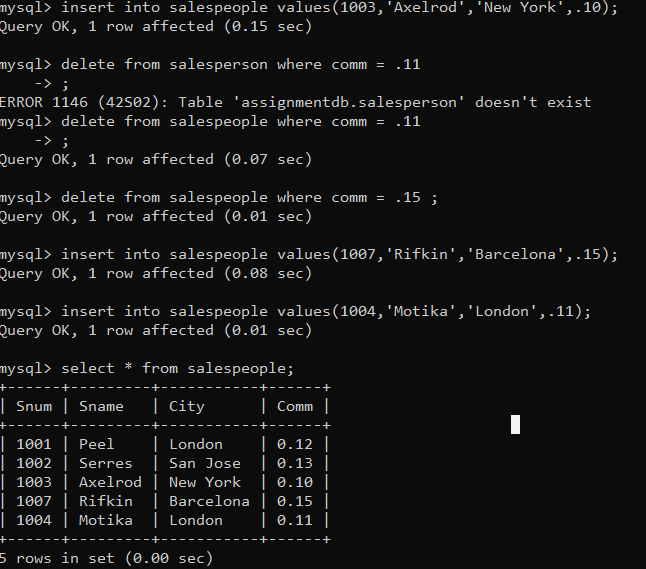 mysql> insert into salespeople values(1003,'Axelrod','New York',.10);
Query OK, 1 row affected (0.15 sec)
mysql> delete from salesperson where comm = .11
    -> ;
ERROR 1146 (42S02): Table 'assignmentdb.salesperson' doesn't exist
mysql> delete from salespeople where comm = .11
    -> ;
Query OK, 1 row affected (0.07 sec)
mysql> delete from salespeople where comm = .15 ;
Query OK, 1 row affected (0.01 sec)
mysql> insert into salespeople values(1007,'Rifkin','Barcelona',.15);
Query OK, 1 row affected (0.08 sec)
mysql> insert into salespeople values(1004,'Motika','London',.11);
Query OK, 1 row affected (0.01 sec)
mysql> select * from salespeople;
+------+---------+-----------+------+
| Snum | Sname   | City      | Comm |
+------+---------+-----------+------+
| 1001 | Peel    | London    | 0.12 |
| 1002 | Serres  | San Jose  | 0.13 |
| 1003 | Axelrod | New York  | 0.10 |
| 1007 | Rifkin  | Barcelona | 0.15 |
| 1004 | Motika  | London    | 0.11 |
+------+---------+-----------+------+
5 rows in set (0.00 sec)